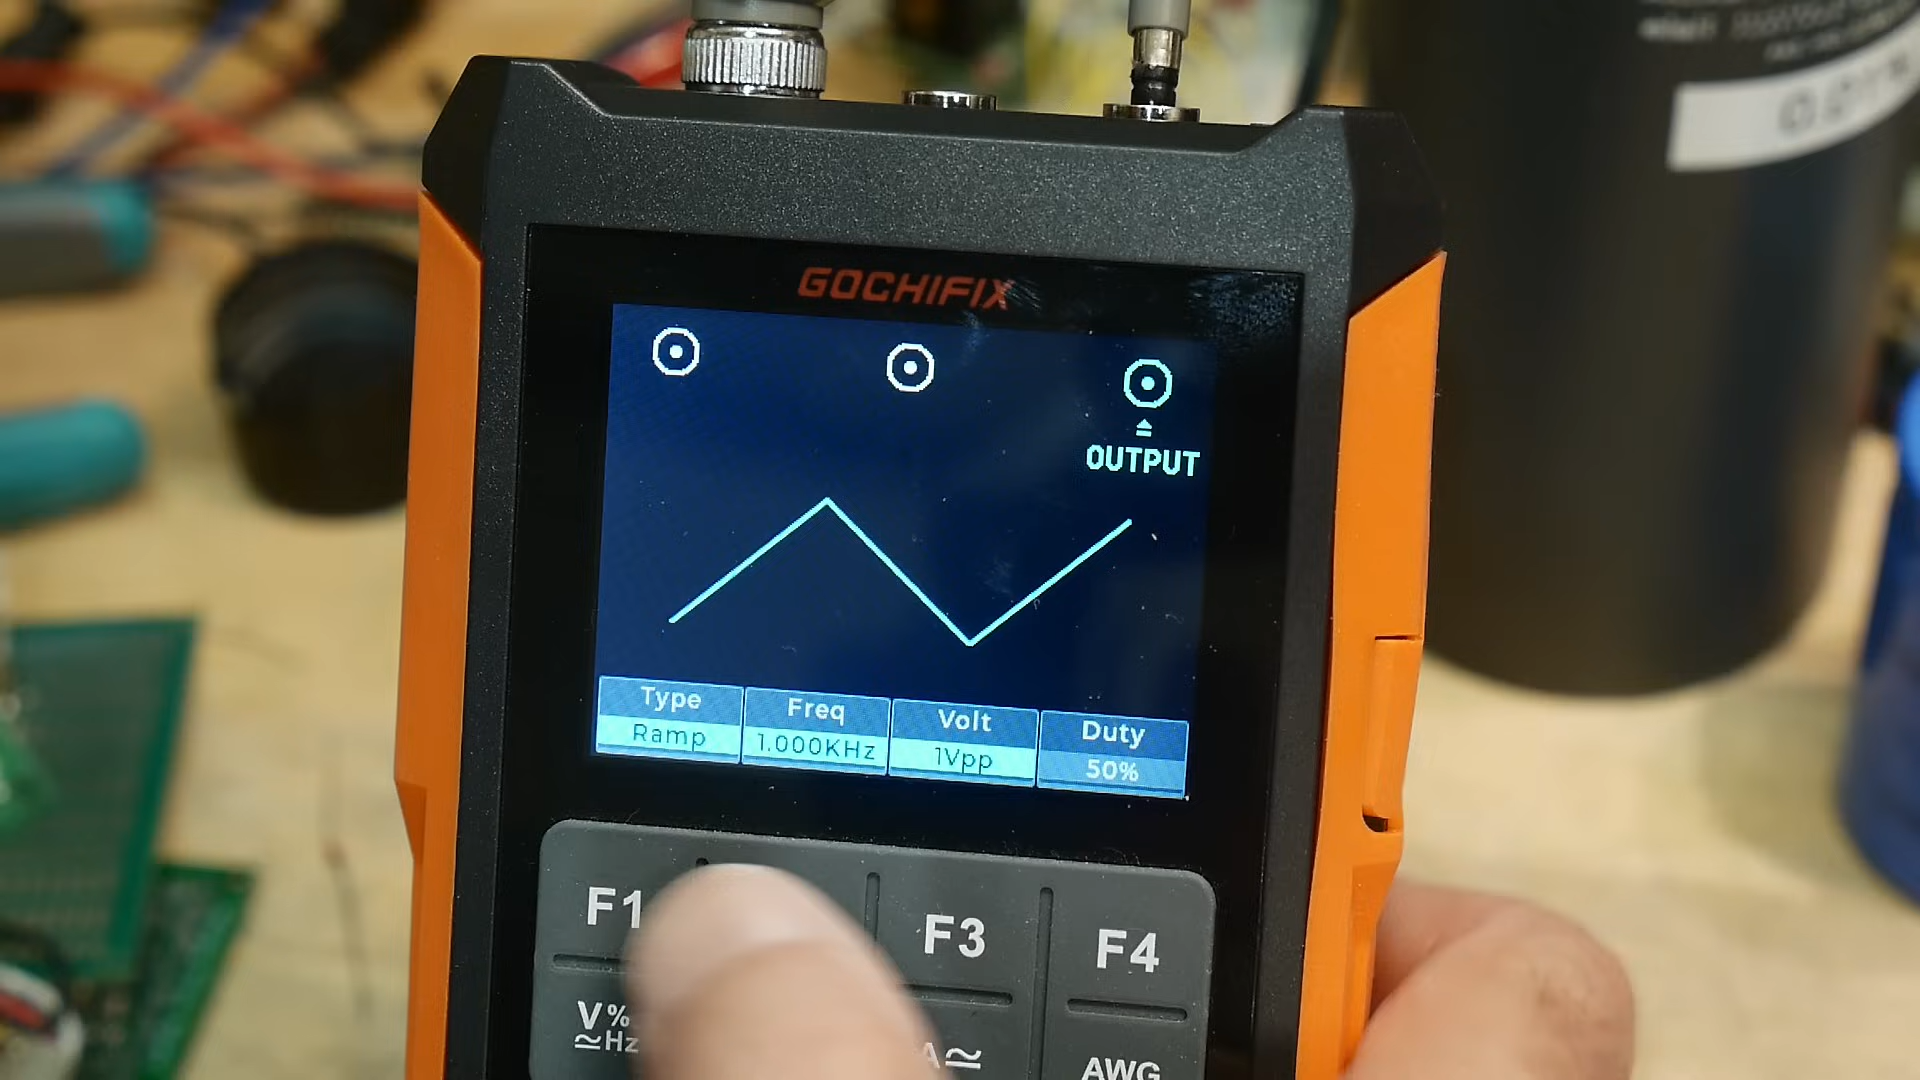 GOCHIFIX
OUTPUT
Type Freq Volt Duty
Ramp 1.000KHz 1Vpp 50%
F1 F3 F4
V%
≃Hz
A≃
AWG